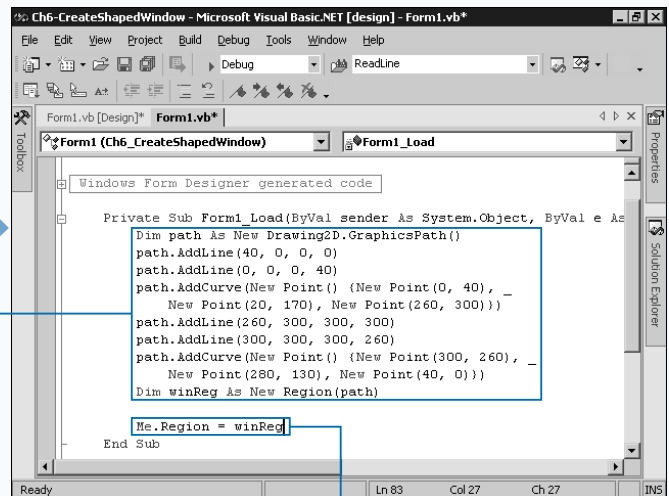 Ch6-CreateShapedWindow - Microsoft Visual Basic.NET [design] - Form1.vb*
File Edit View Project Build Debug Tools Window Help
Debug ReadLine
Form1.vb [Design]* Form1.vb*
Toolbox
Form1 (Ch6_CreateShapedWindow) Form1_Load
Properties
Solution Explorer
Windows Form Designer generated code
Private Sub Form1_Load(ByVal sender As System.Object, ByVal e As
Dim path As New Drawing2D.GraphicsPath()
path.AddLine(40, 0, 0, 0)
path.AddLine(0, 0, 0, 40)
path.AddCurve(New Point() {New Point(0, 40), _
New Point(20, 170), New Point(260, 300)})
path.AddLine(260, 300, 300, 300)
path.AddLine(300, 300, 300, 260)
path.AddCurve(New Point() {New Point(300, 260), _
New Point(280, 130), New Point(40, 0)})
Dim winReg As New Region(path)
Me.Region = winReg
End Sub
Ready Ln 83 Col 27 Ch 27 INS